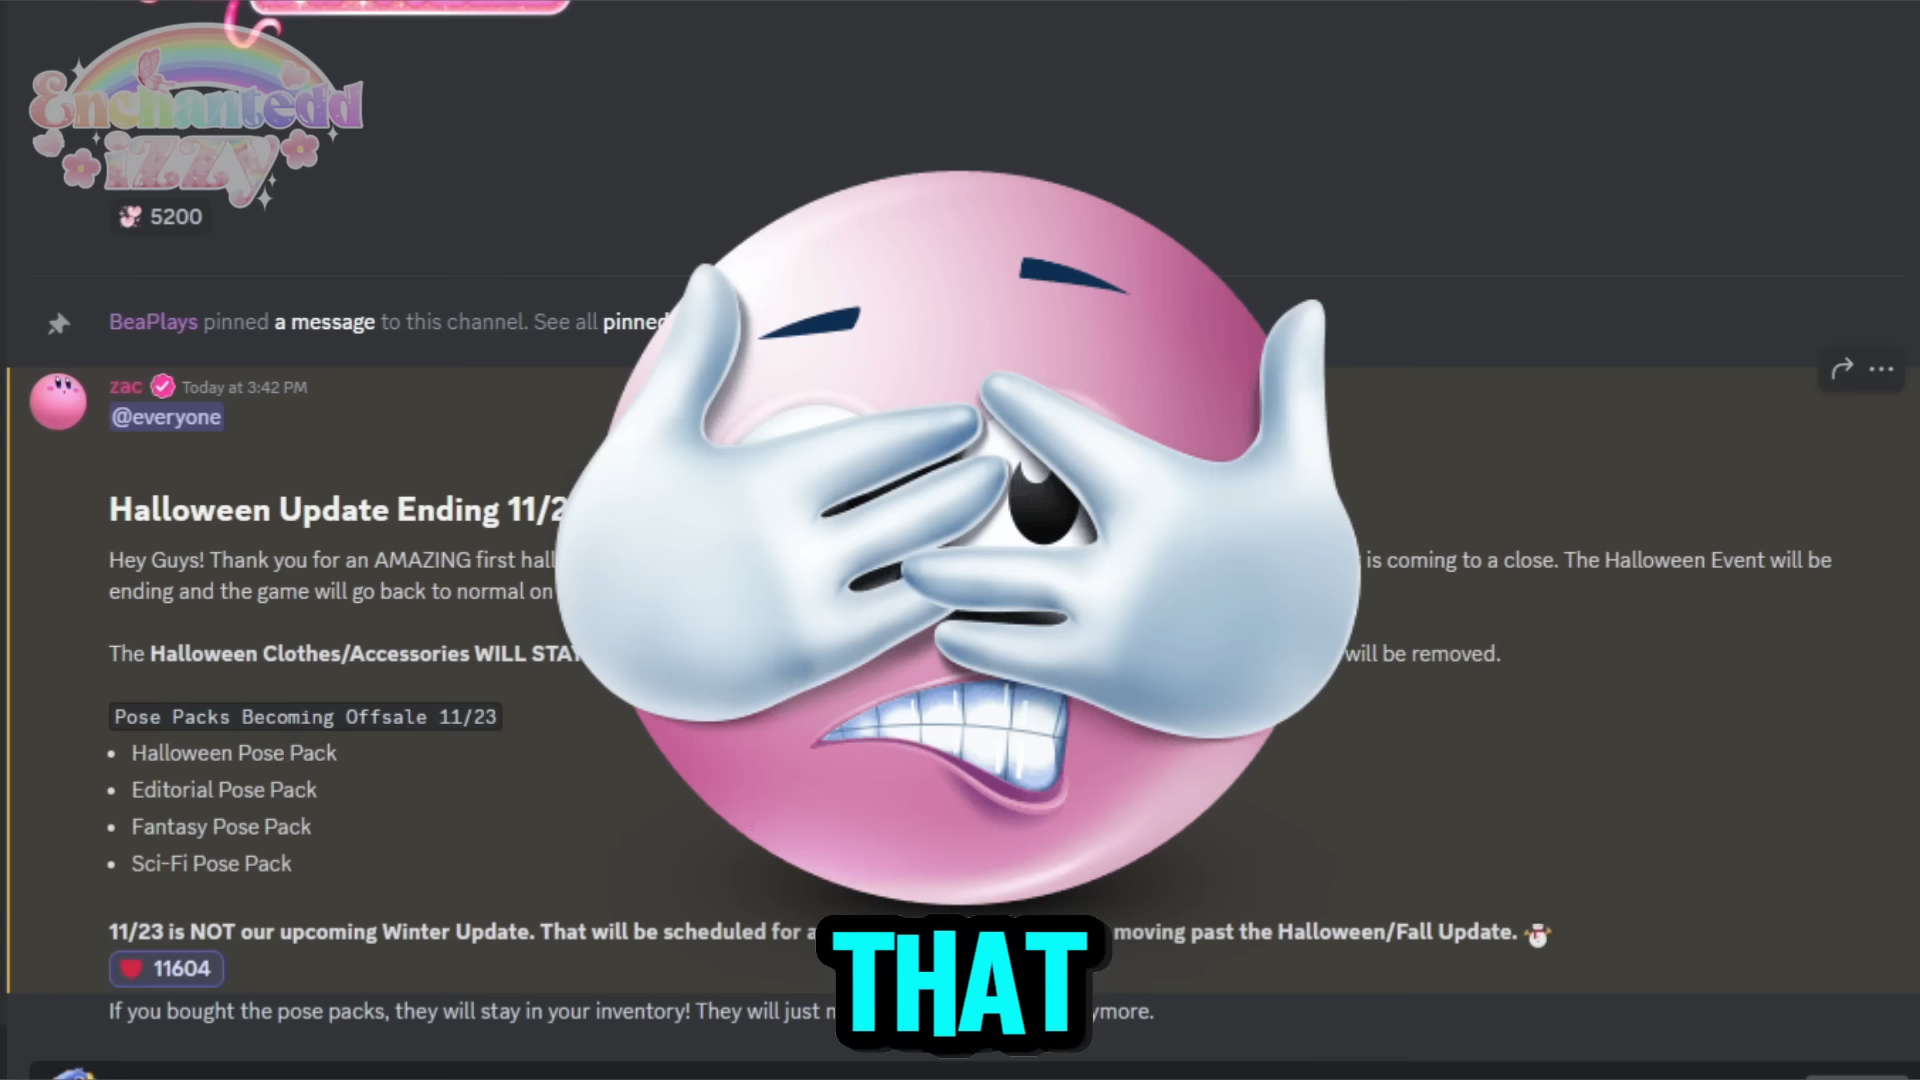 Enchantedd
izzy
5200
BeaPlays pinned a message to this channel. See all pinned
zac Today at 3:42 PM
@everyone
Halloween Update Ending 11/2
Hey Guys! Thank you for an AMAZING first hall is coming to a close. The Halloween Event will be
ending and the game will go back to normal on
The Halloween Clothes/Accessories WILL STAY will be removed.
Pose Packs Becoming Offsale 11/23
• Halloween Pose Pack
• Editorial Pose Pack
• Fantasy Pose Pack
• Sci-Fi Pose Pack
11/23 is NOT our upcoming Winter Update. That will be scheduled for a moving past the Halloween/Fall Update.
11604
If you bought the pose packs, they will stay in your inventory! They will just ymore.
THAT